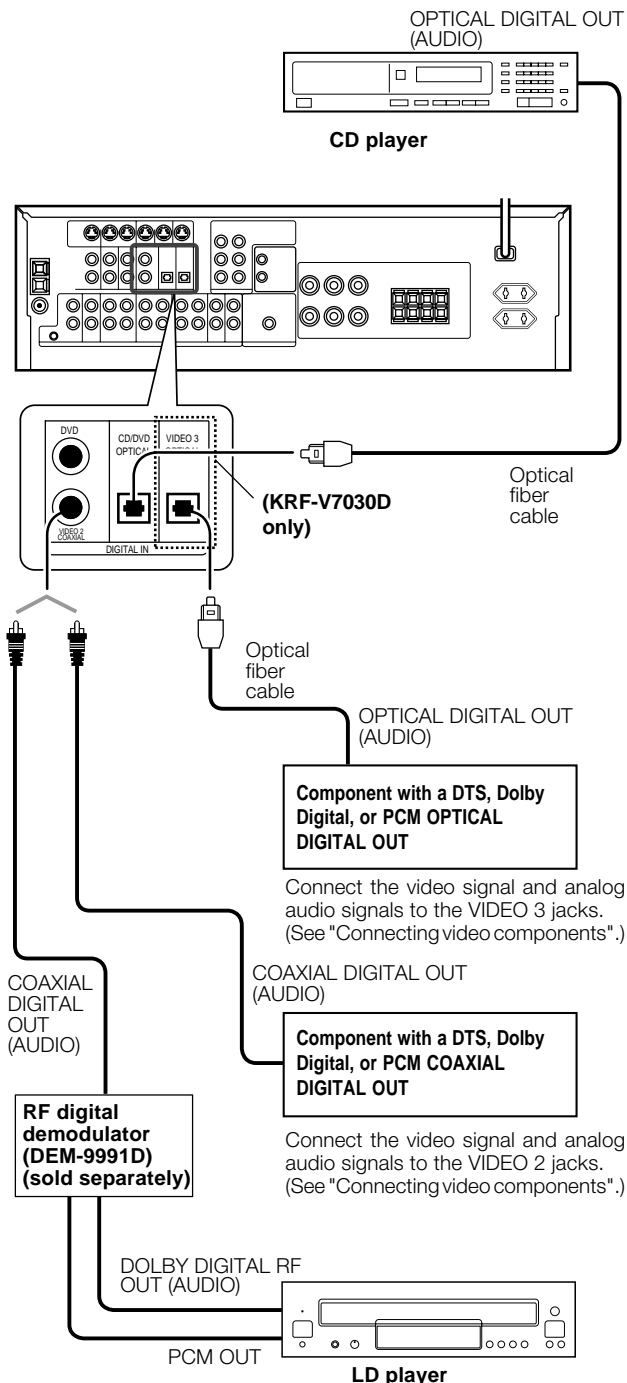 OPTICAL DIGITAL OUT
(AUDIO)
CD player
DVD
CD/DVD
OPTICAL
VIDEO 3
OPTICAL
VIDEO 2
COAXIAL
DIGITAL IN
(KRF-V7030D
only)
Optical
fiber
cable
Optical
fiber
cable
OPTICAL DIGITAL OUT
(AUDIO)
Component with a DTS, Dolby
Digital, or PCM OPTICAL
DIGITAL OUT
Connect the video signal and analog
audio signals to the VIDEO 3 jacks.
(See "Connecting video components".)
COAXIAL
DIGITAL
OUT
(AUDIO)
COAXIAL DIGITAL OUT
(AUDIO)
Component with a DTS, Dolby
Digital, or PCM COAXIAL
DIGITAL OUT
Connect the video signal and analog
audio signals to the VIDEO 2 jacks.
(See "Connecting video components".)
RF digital
demodulator
(DEM-9991D)
(sold separately)
DOLBY DIGITAL RF
OUT (AUDIO)
PCM OUT
LD player